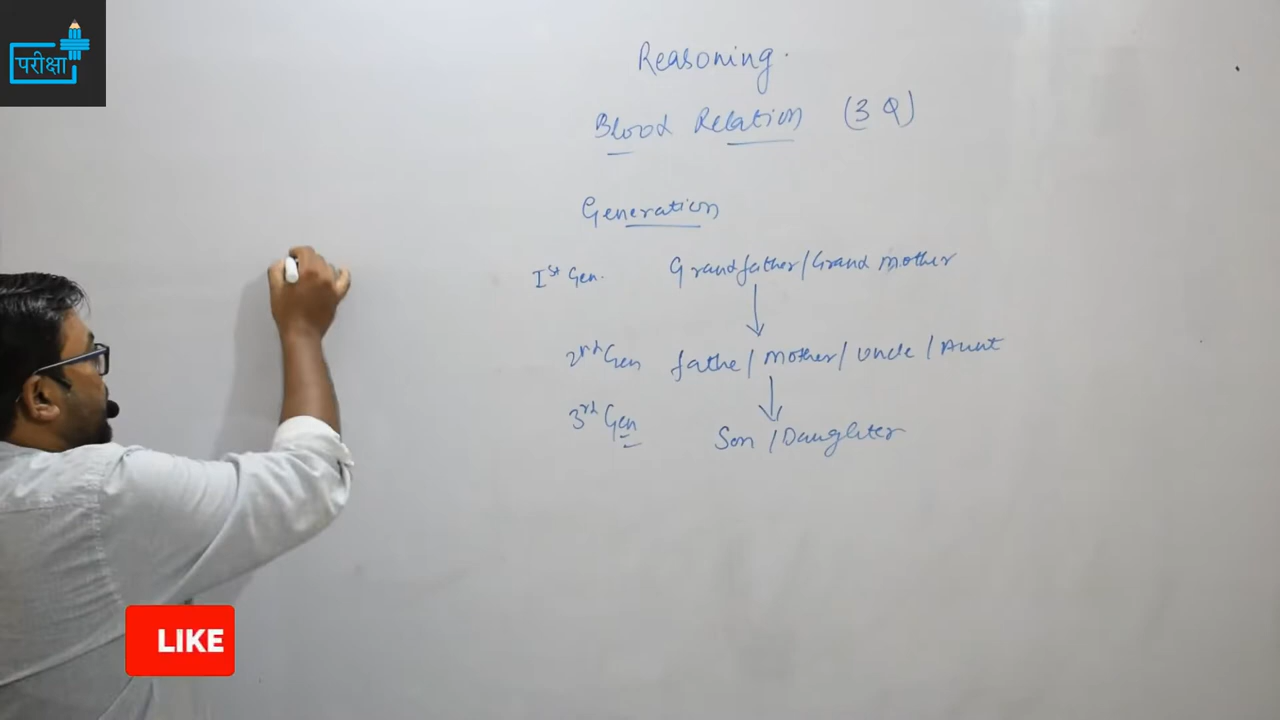 परीक्षा
Reasoning.
Blood Relation (3 Q)
Generation
Ist Gen. Grandfather/Grand Mother
2nd Gen fathe/Mother/Uncle/Aunt
3rd Gen Son/Daughter
LIKE